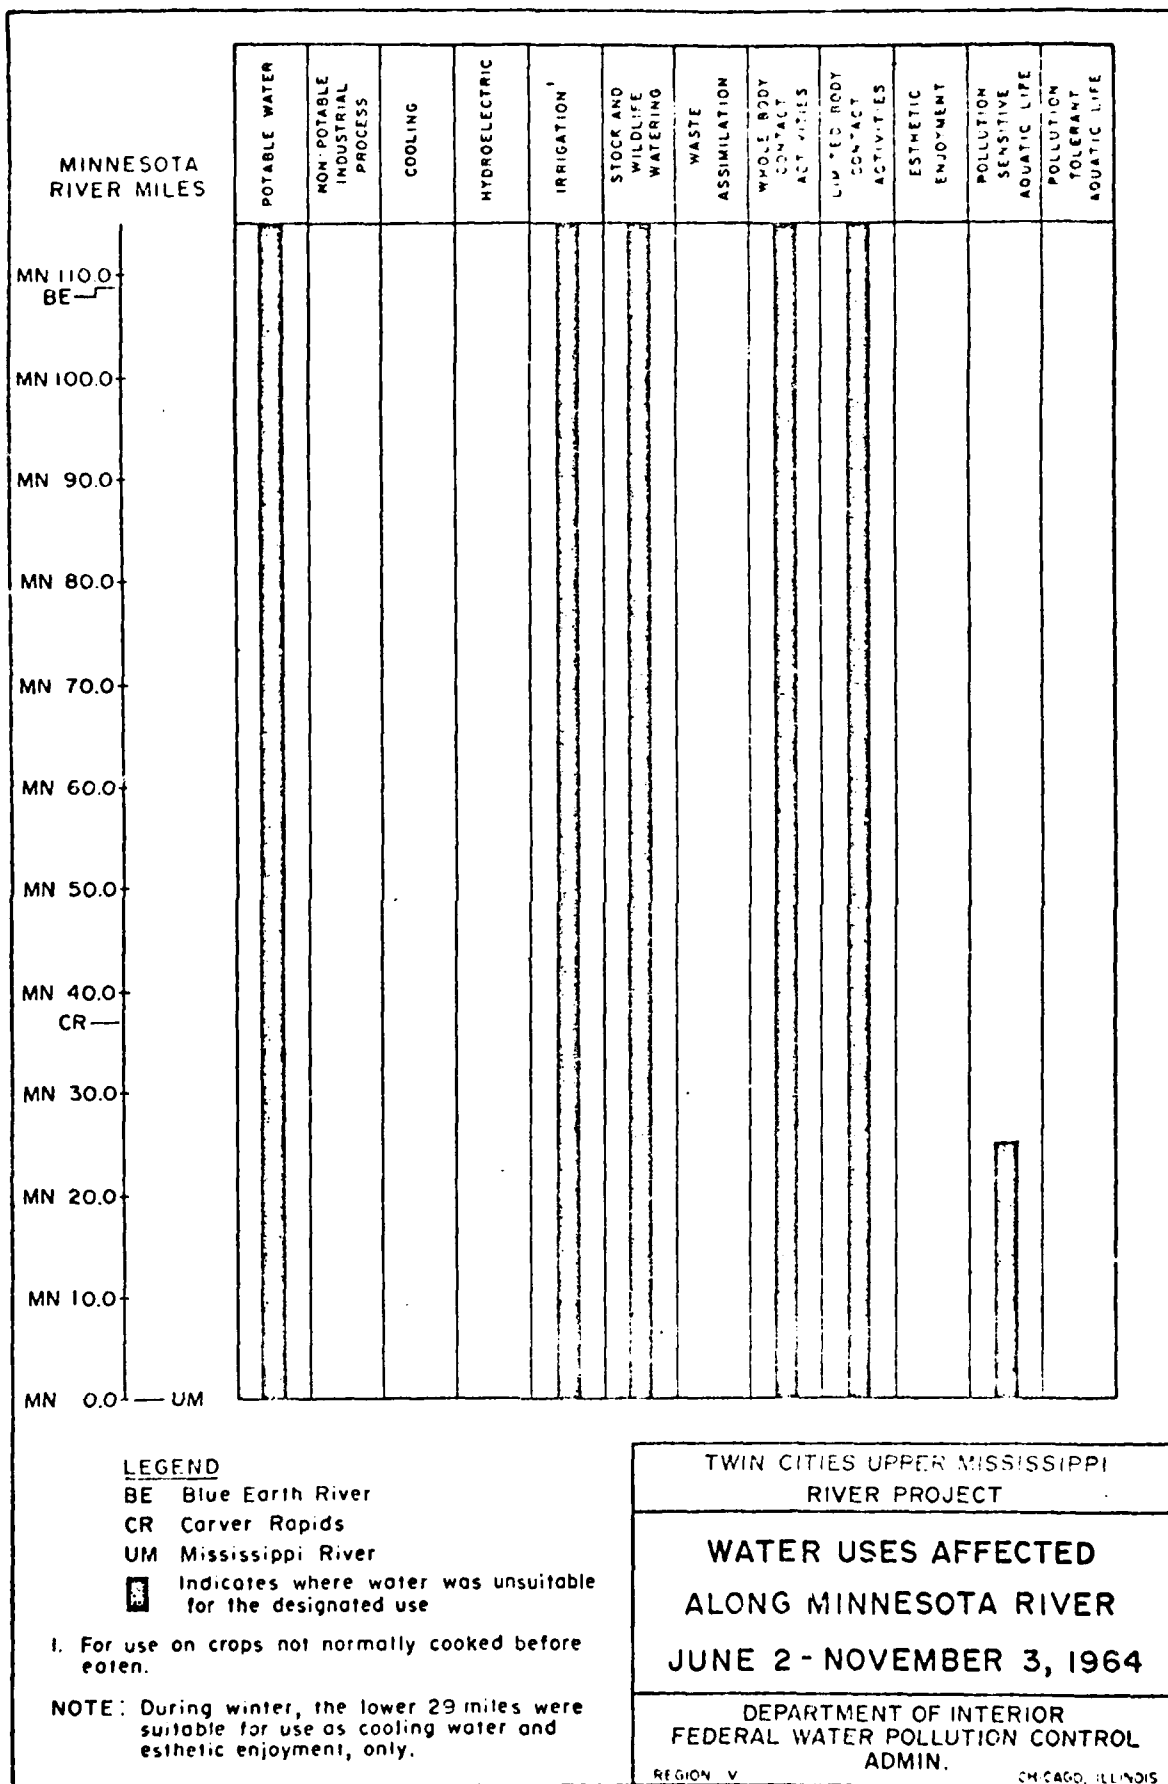 MINNESOTA
RIVER MILES
POTABLE WATER
NON-POTABLE
INDUSTRIAL
PROCESS
COOLING
HYDROELECTRIC
IRRIGATION¹
STOCK AND
WILDLIFE
WATERING
WASTE
ASSIMILATION
WHOLE BODY
CONTACT
ACTIVITIES
LIMITED BODY
CONTACT
ACTIVITIES
ESTHETIC
ENJOYMENT
POLLUTION
SENSITIVE
AQUATIC LIFE
POLLUTION
TOLERANT
AQUATIC LIFE
MN 110.0
BE
MN 100.0
MN 90.0
MN 80.0
MN 70.0
MN 60.0
MN 50.0
MN 40.0
CR
MN 30.0
MN 20.0
MN 10.0
MN 0.0 UM
LEGEND
BE Blue Earth River
CR Carver Rapids
UM Mississippi River
Indicates where water was unsuitable
for the designated use
1. For use on crops not normally cooked before
eaten.
NOTE: During winter, the lower 29 miles were
suitable for use as cooling water and
esthetic enjoyment, only.
TWIN CITIES UPPER MISSISSIPPI
RIVER PROJECT
WATER USES AFFECTED
ALONG MINNESOTA RIVER
JUNE 2 - NOVEMBER 3, 1964
DEPARTMENT OF INTERIOR
FEDERAL WATER POLLUTION CONTROL
ADMIN.
REGION V CHICAGO, ILLINOIS